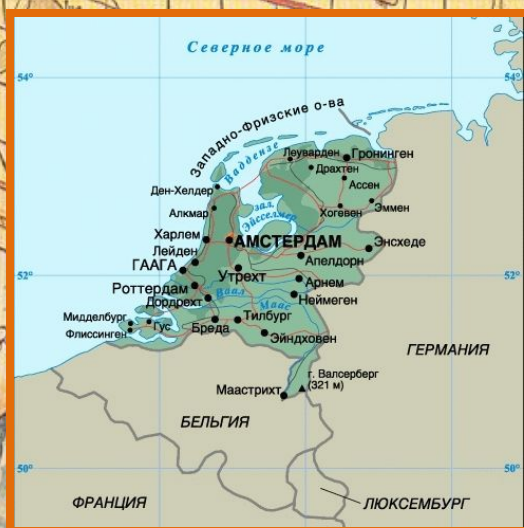 Северное море
54°
54°
Западно-Фризские о-ва
Ваддензе
Леуварден
Гронинген
Драхтен
Ассен
Ден-Хелдер
Алкмар
зал.
Эйсселмер
Хогевен
Эммен
Харлем
АМСТЕРДАМ
Энсхеде
Лейден
Апелдорн
ГААГА
52°
Утрехт
52°
Роттердам
Ваал
Арнем
Дордрехт
Маас
Неймеген
Мидделбург
Гус
Тилбург
Флиссинген
Бреда
Эйндховен
ГЕРМАНИЯ
Маастрихт
г. Валсерберг
(321 м)
БЕЛЬГИЯ
50°
50°
ФРАНЦИЯ
ЛЮКСЕМБУРГ